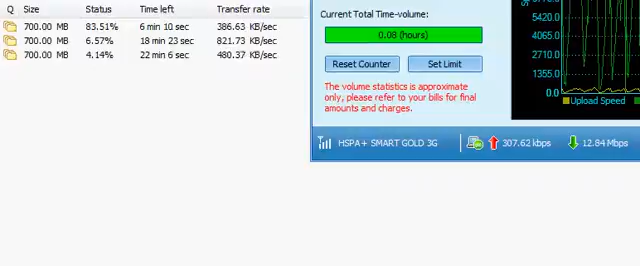 Q Size Status Time left Transfer rate
700.00 MB 83.51% 6 min 10 sec 386.63 KB/sec
700.00 MB 6.57% 18 min 23 sec 821.73 KB/sec
700.00 MB 4.14% 22 min 6 sec 480.37 KB/sec
Current Total Time-volume:
0.08 (hours)
Reset Counter Set Limit
The volume statistics is approximate
only, please refer to your bills for final
amounts and charges.
5420.0
4065.0
2710.0
1355.0
0.0
Upload Speed
HSPA+ SMART GOLD 3G 307.62 kbps 12.84 Mbps